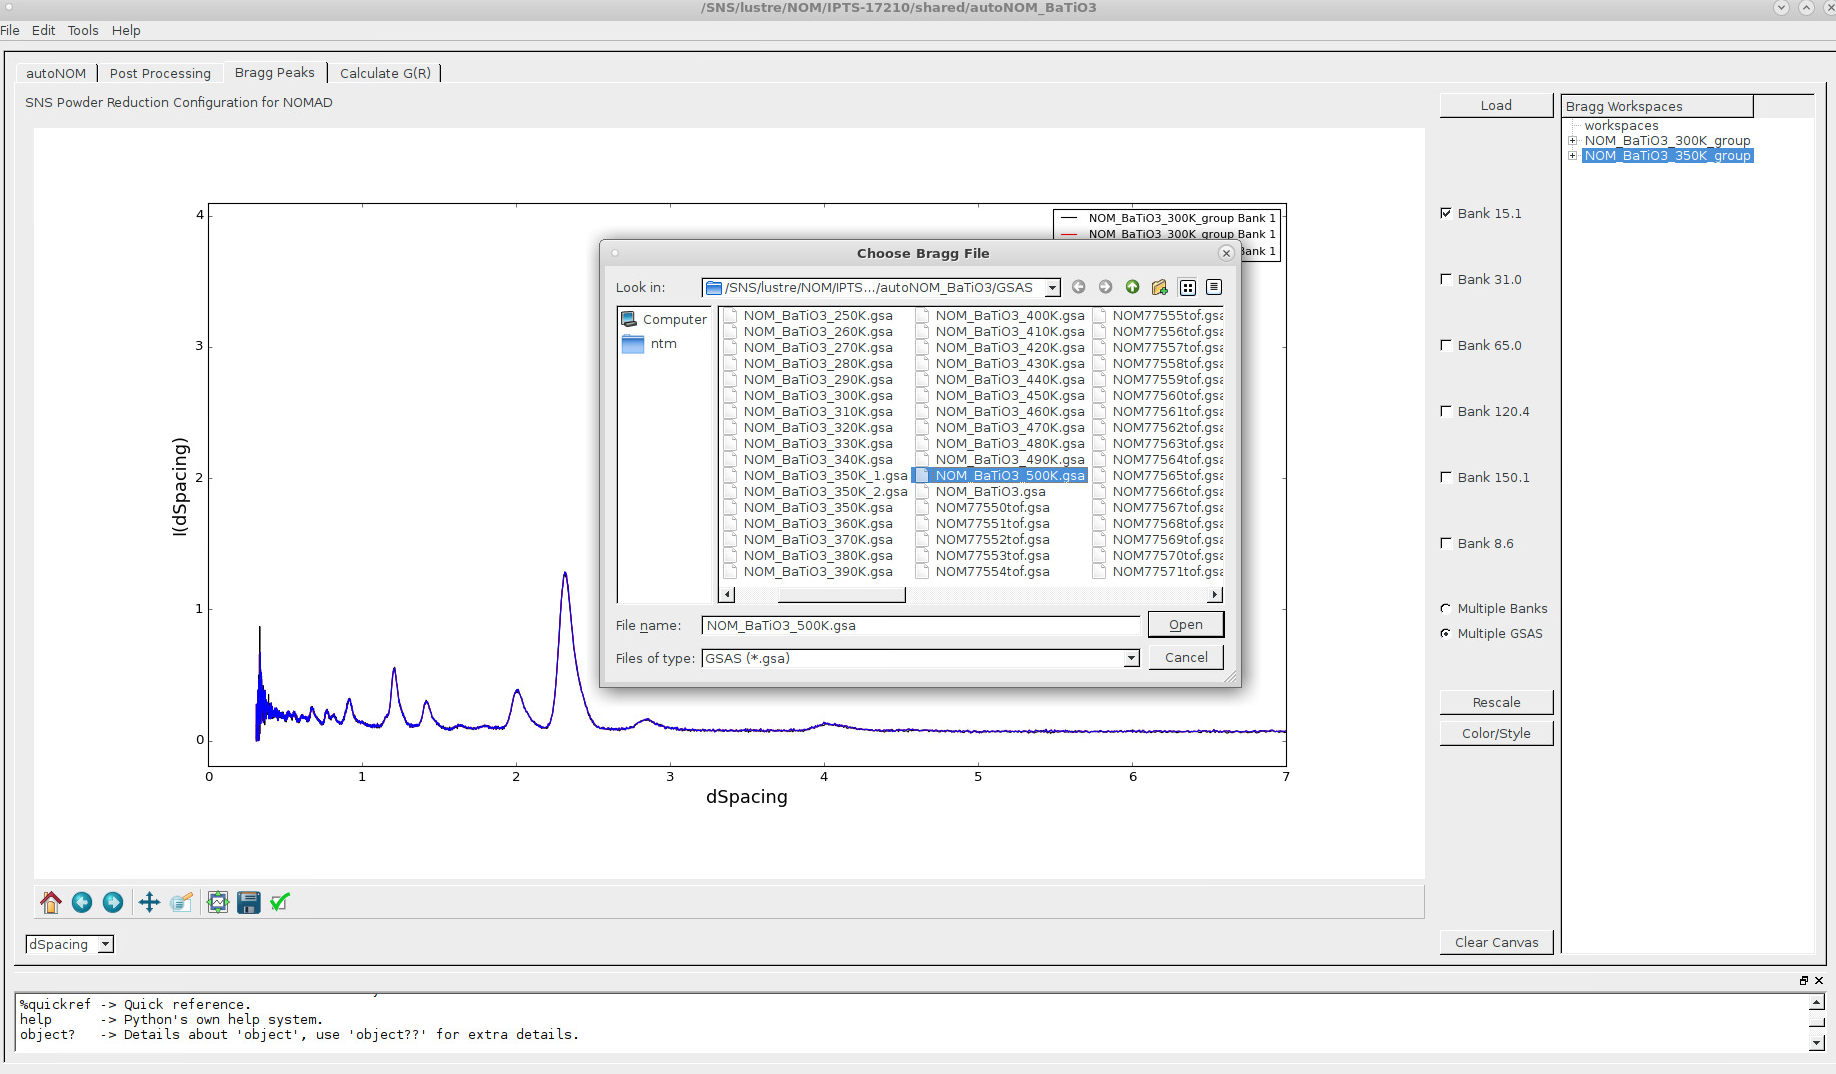 /SNS/lustre/NOM/IPTS-17210/shared/autoNOM_BaTiO3
File Edit Tools Help
autoNOM Post Processing Bragg Peaks Calculate G(R)
SNS Powder Reduction Configuration for NOMAD
Load
Bragg Workspaces
workspaces
NOM_BaTiO3_300K_group
NOM_BaTiO3_350K_group
Bank 15.1
Bank 31.0
Bank 65.0
Bank 120.4
Bank 150.1
Bank 8.6
Multiple Banks
Multiple GSAS
Rescale
Color/Style
Clear Canvas
NOM_BaTiO3_300K_group Bank 1
NOM_BaTiO3_300K_group Bank 1
Bank 1
4
3
2
1
0
I(dSpacing)
0 1 2 3 4 5 6 7
dSpacing
Choose Bragg File
Look in: /SNS/lustre/NOM/IPTS.../autoNOM_BaTiO3/GSAS
Computer
ntm
NOM_BaTiO3_250K.gsa NOM_BaTiO3_400K.gsa NOM77555tof.gsa
NOM_BaTiO3_260K.gsa NOM_BaTiO3_410K.gsa NOM77556tof.gsa
NOM_BaTiO3_270K.gsa NOM_BaTiO3_420K.gsa NOM77557tof.gsa
NOM_BaTiO3_280K.gsa NOM_BaTiO3_430K.gsa NOM77558tof.gsa
NOM_BaTiO3_290K.gsa NOM_BaTiO3_440K.gsa NOM77559tof.gsa
NOM_BaTiO3_300K.gsa NOM_BaTiO3_450K.gsa NOM77560tof.gsa
NOM_BaTiO3_310K.gsa NOM_BaTiO3_460K.gsa NOM77561tof.gsa
NOM_BaTiO3_320K.gsa NOM_BaTiO3_470K.gsa NOM77562tof.gsa
NOM_BaTiO3_330K.gsa NOM_BaTiO3_480K.gsa NOM77563tof.gsa
NOM_BaTiO3_340K.gsa NOM_BaTiO3_490K.gsa NOM77564tof.gsa
NOM_BaTiO3_350K_1.gsa NOM_BaTiO3_500K.gsa NOM77565tof.gsa
NOM_BaTiO3_350K_2.gsa NOM_BaTiO3.gsa NOM77566tof.gsa
NOM_BaTiO3_350K.gsa NOM77550tof.gsa NOM77567tof.gsa
NOM_BaTiO3_360K.gsa NOM77551tof.gsa NOM77568tof.gsa
NOM_BaTiO3_370K.gsa NOM77552tof.gsa NOM77569tof.gsa
NOM_BaTiO3_380K.gsa NOM77553tof.gsa NOM77570tof.gsa
NOM_BaTiO3_390K.gsa NOM77554tof.gsa NOM77571tof.gsa
File name: NOM_BaTiO3_500K.gsa Open
Files of type: GSAS (*.gsa) Cancel
dSpacing
%quickref -> Quick reference.
help -> Python's own help system.
object? -> Details about 'object', use 'object??' for extra details.